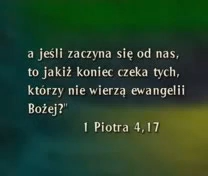 a jeśli zaczyna się od nas,
to jakiż koniec czeka tych,
którzy nie wierzą ewangelii
Bożej?"
1 Piotra 4,17